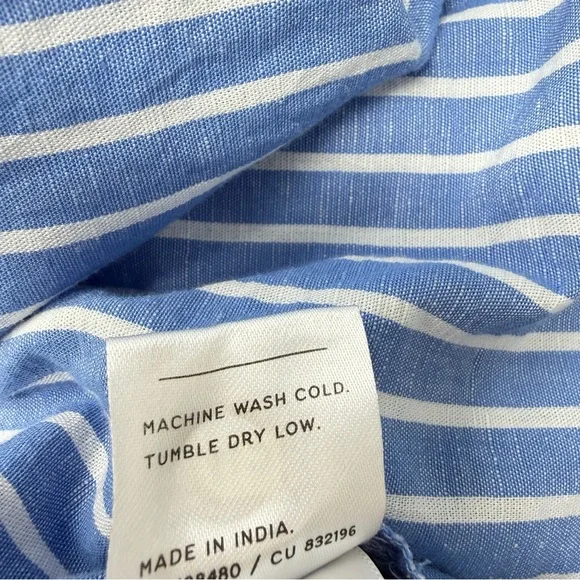 MACHINE WASH COLD.
TUMBLE DRY LOW.
MADE IN INDIA.
/ CU 832196